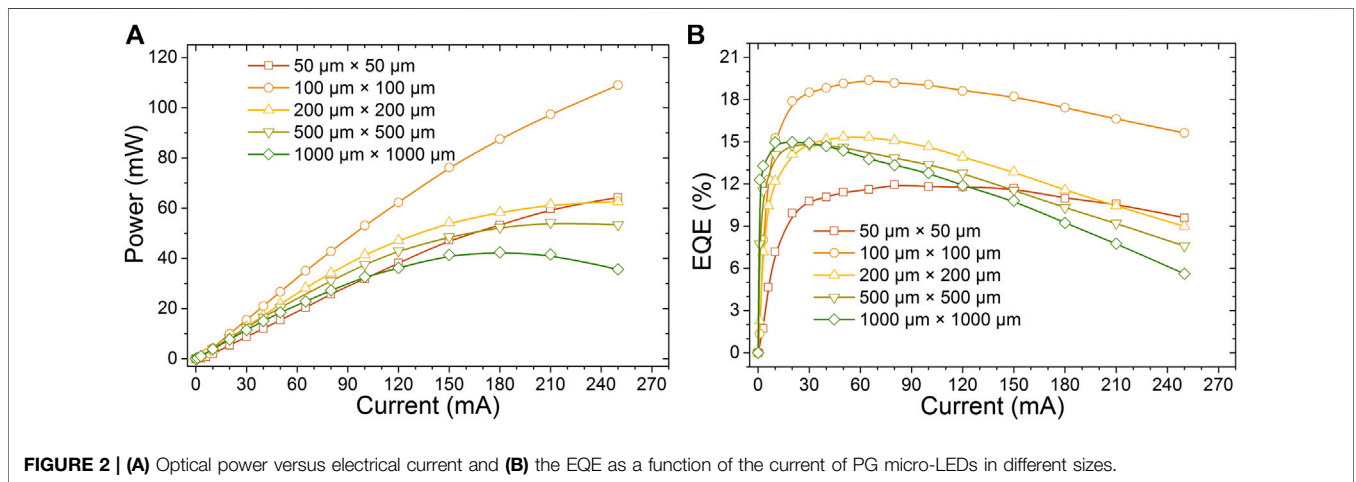 A
120
100
80
60
40
20
0
Power (mW)
50 μm × 50 μm
100 μm × 100 μm
200 μm × 200 μm
500 μm × 500 μm
1000 μm × 1000 μm
0 30 60 90 120 150 180 210 240 270
Current (mA)
B
21
18
15
12
9
6
3
0
EQE (%)
50 μm × 50 μm
100 μm × 100 μm
200 μm × 200 μm
500 μm × 500 μm
1000 μm × 1000 μm
0 30 60 90 120 150 180 210 240 270
Current (mA)
FIGURE 2 | (A) Optical power versus electrical current and (B) the EQE as a function of the current of PG micro-LEDs in different sizes.